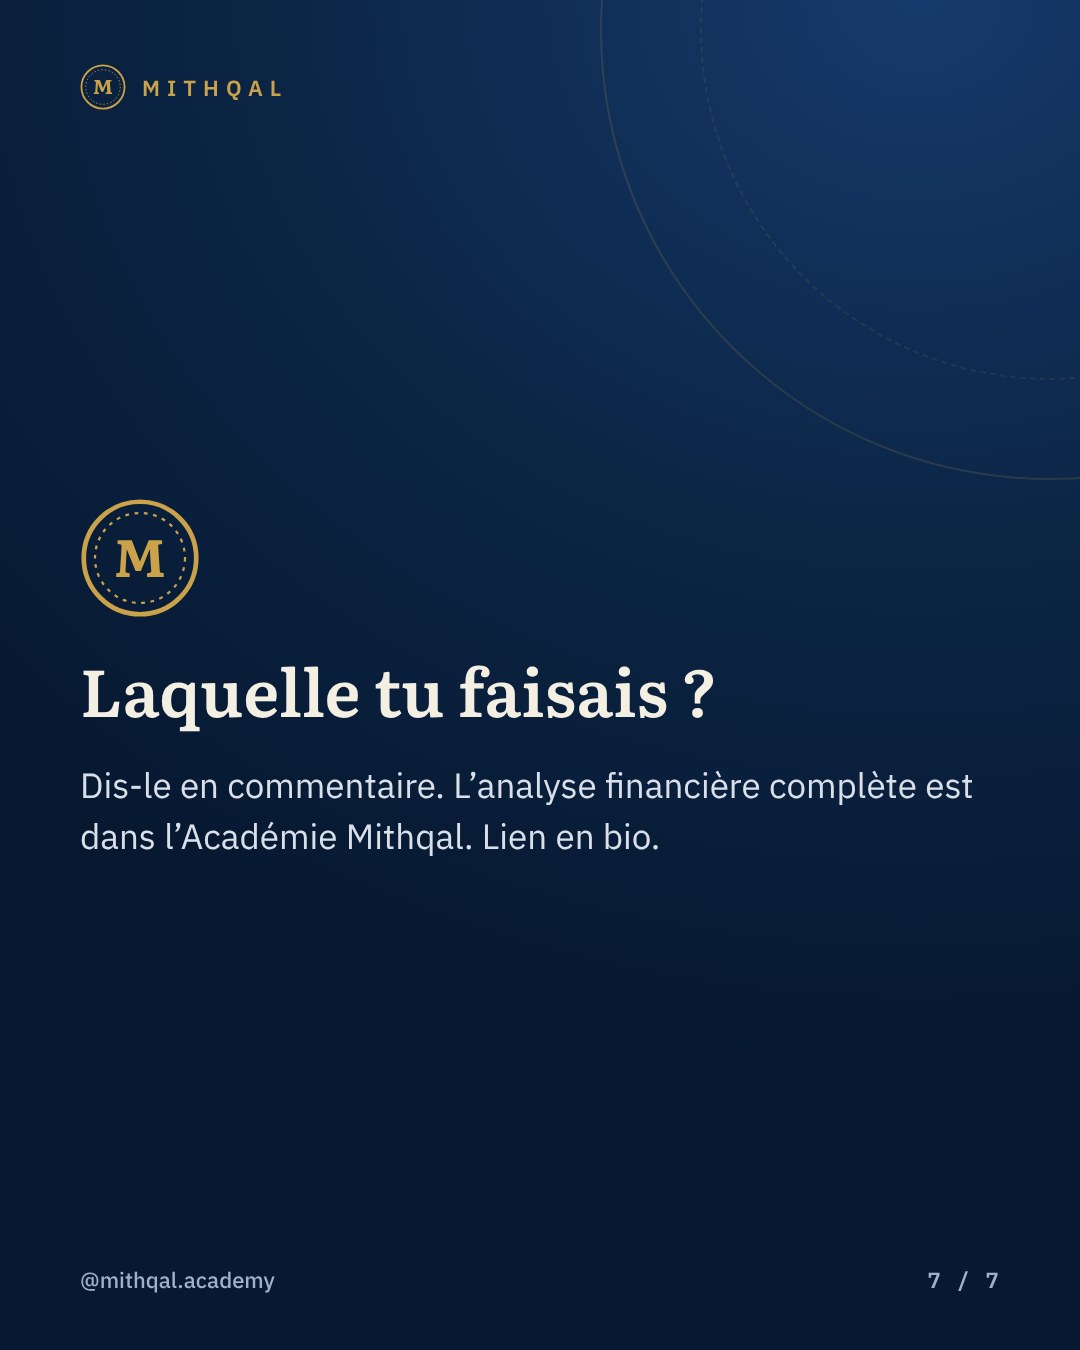 M MITHQAL
M
Laquelle tu faisais ?
Dis-le en commentaire. L’analyse financière complète est
dans l’Académie Mithqal. Lien en bio.
@mithqal.academy
7 / 7